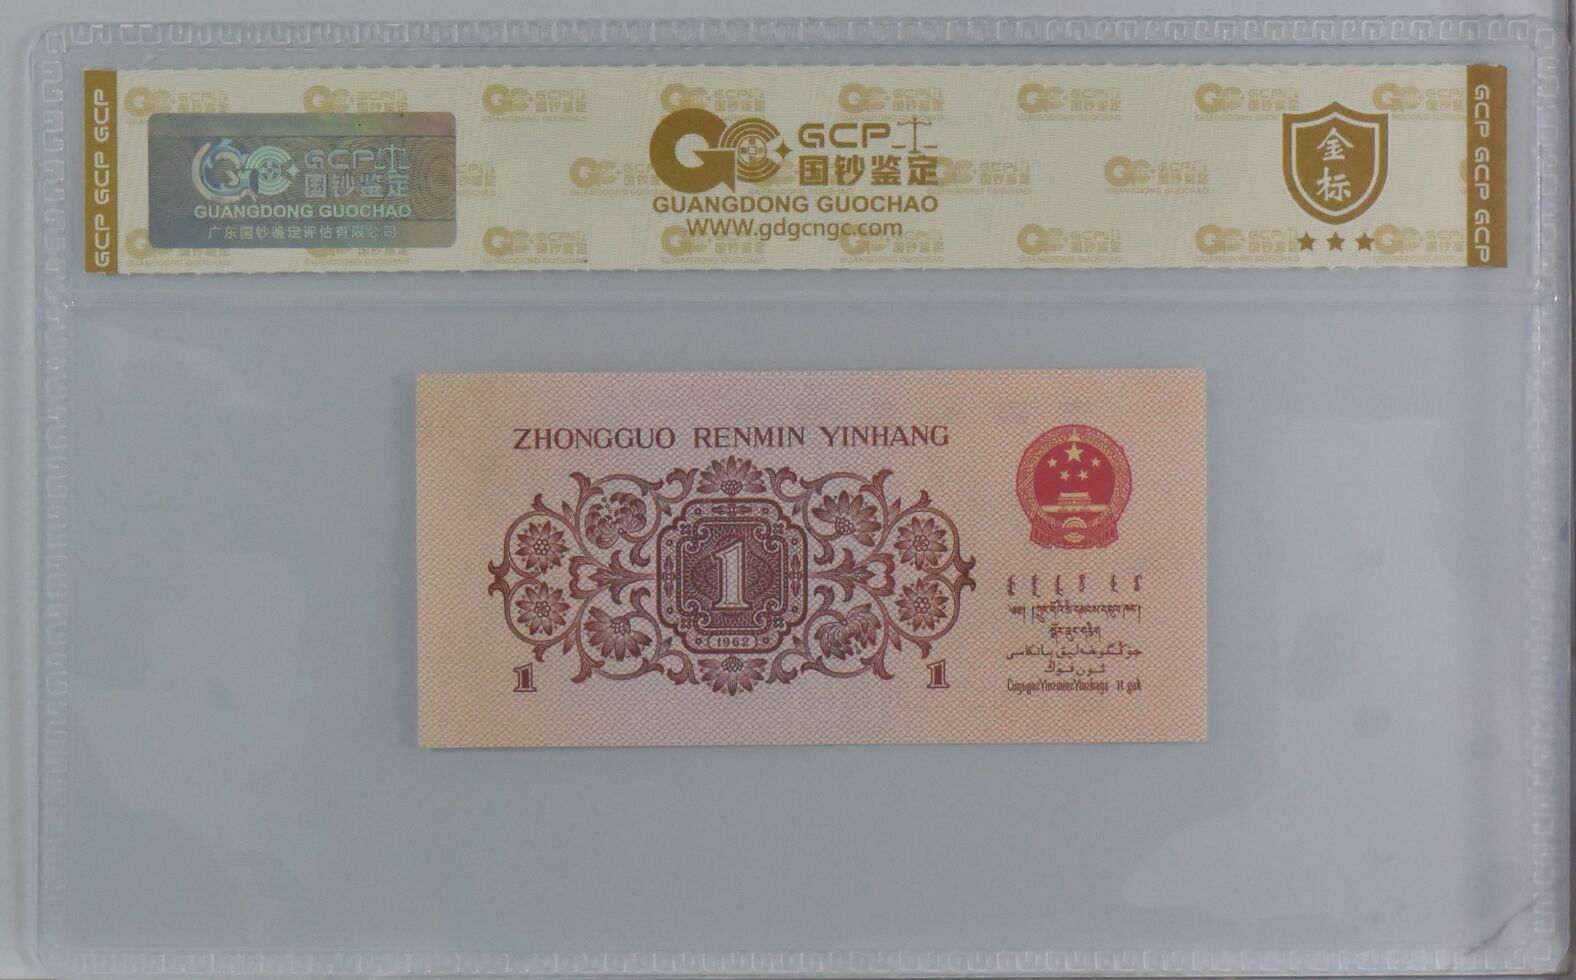 GCP GCP GCP
GCP
国钞鉴定
GUANGDONG GUOCHAO
广东国钞鉴定评估有限公司
GCP
国钞鉴定
GUANGDONG GUOCHAO
WWW.gdgcngc.com
金
标
GCP GCP GCP
ZHONGGUO RENMIN YINHANG
1
(1962)
1
1